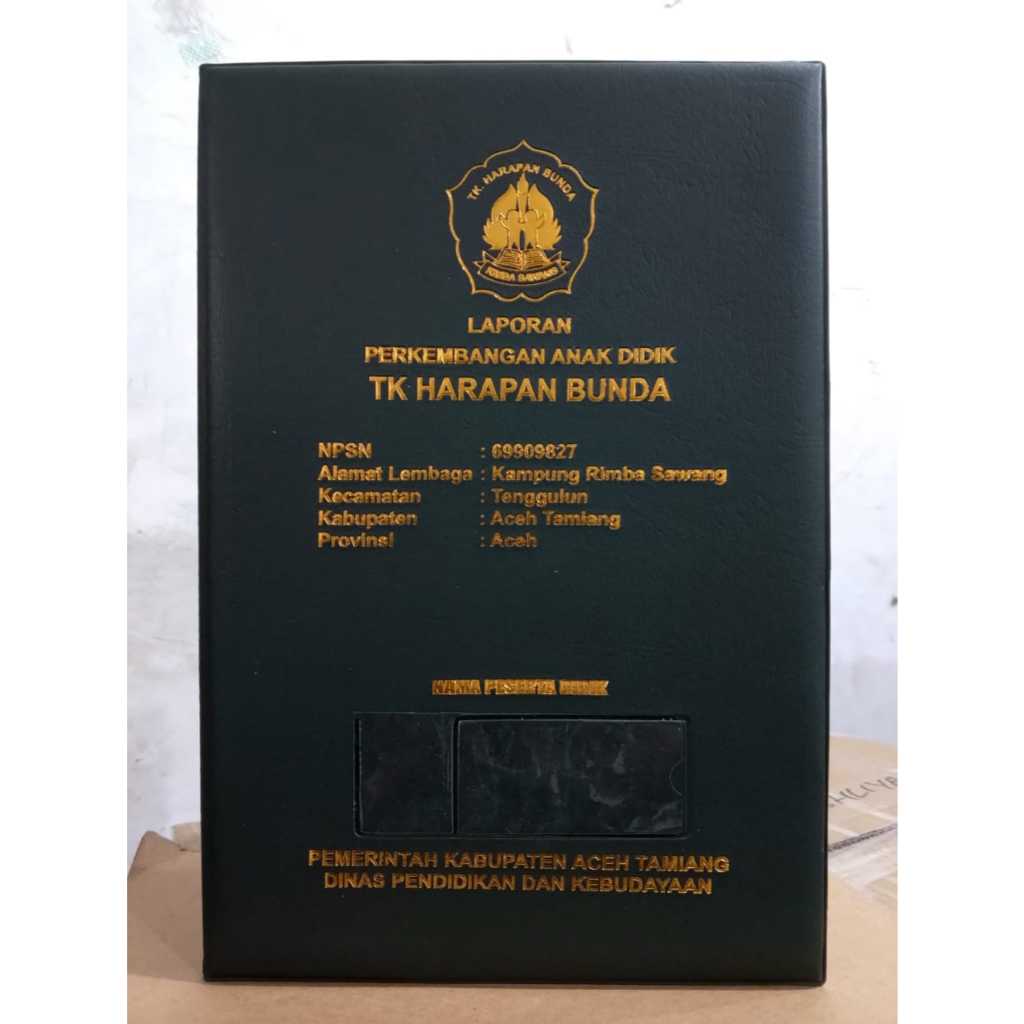 TK. HARAPAN BUNDA
RIMBA SAWANG
LAPORAN
PERKEMBANGAN ANAK DIDIK
TK HARAPAN BUNDA
NPSN : 69909827
Alamat Lembaga : Kampung Rimba Sawang
Kecamatan : Tenggulun
Kabupaten : Aceh Tamiang
Provinsi : Aceh
NAMA PESERTA DIDIK
PEMERINTAH KABUPATEN ACEH TAMIANG
DINAS PENDIDIKAN DAN KEBUDAYAAN